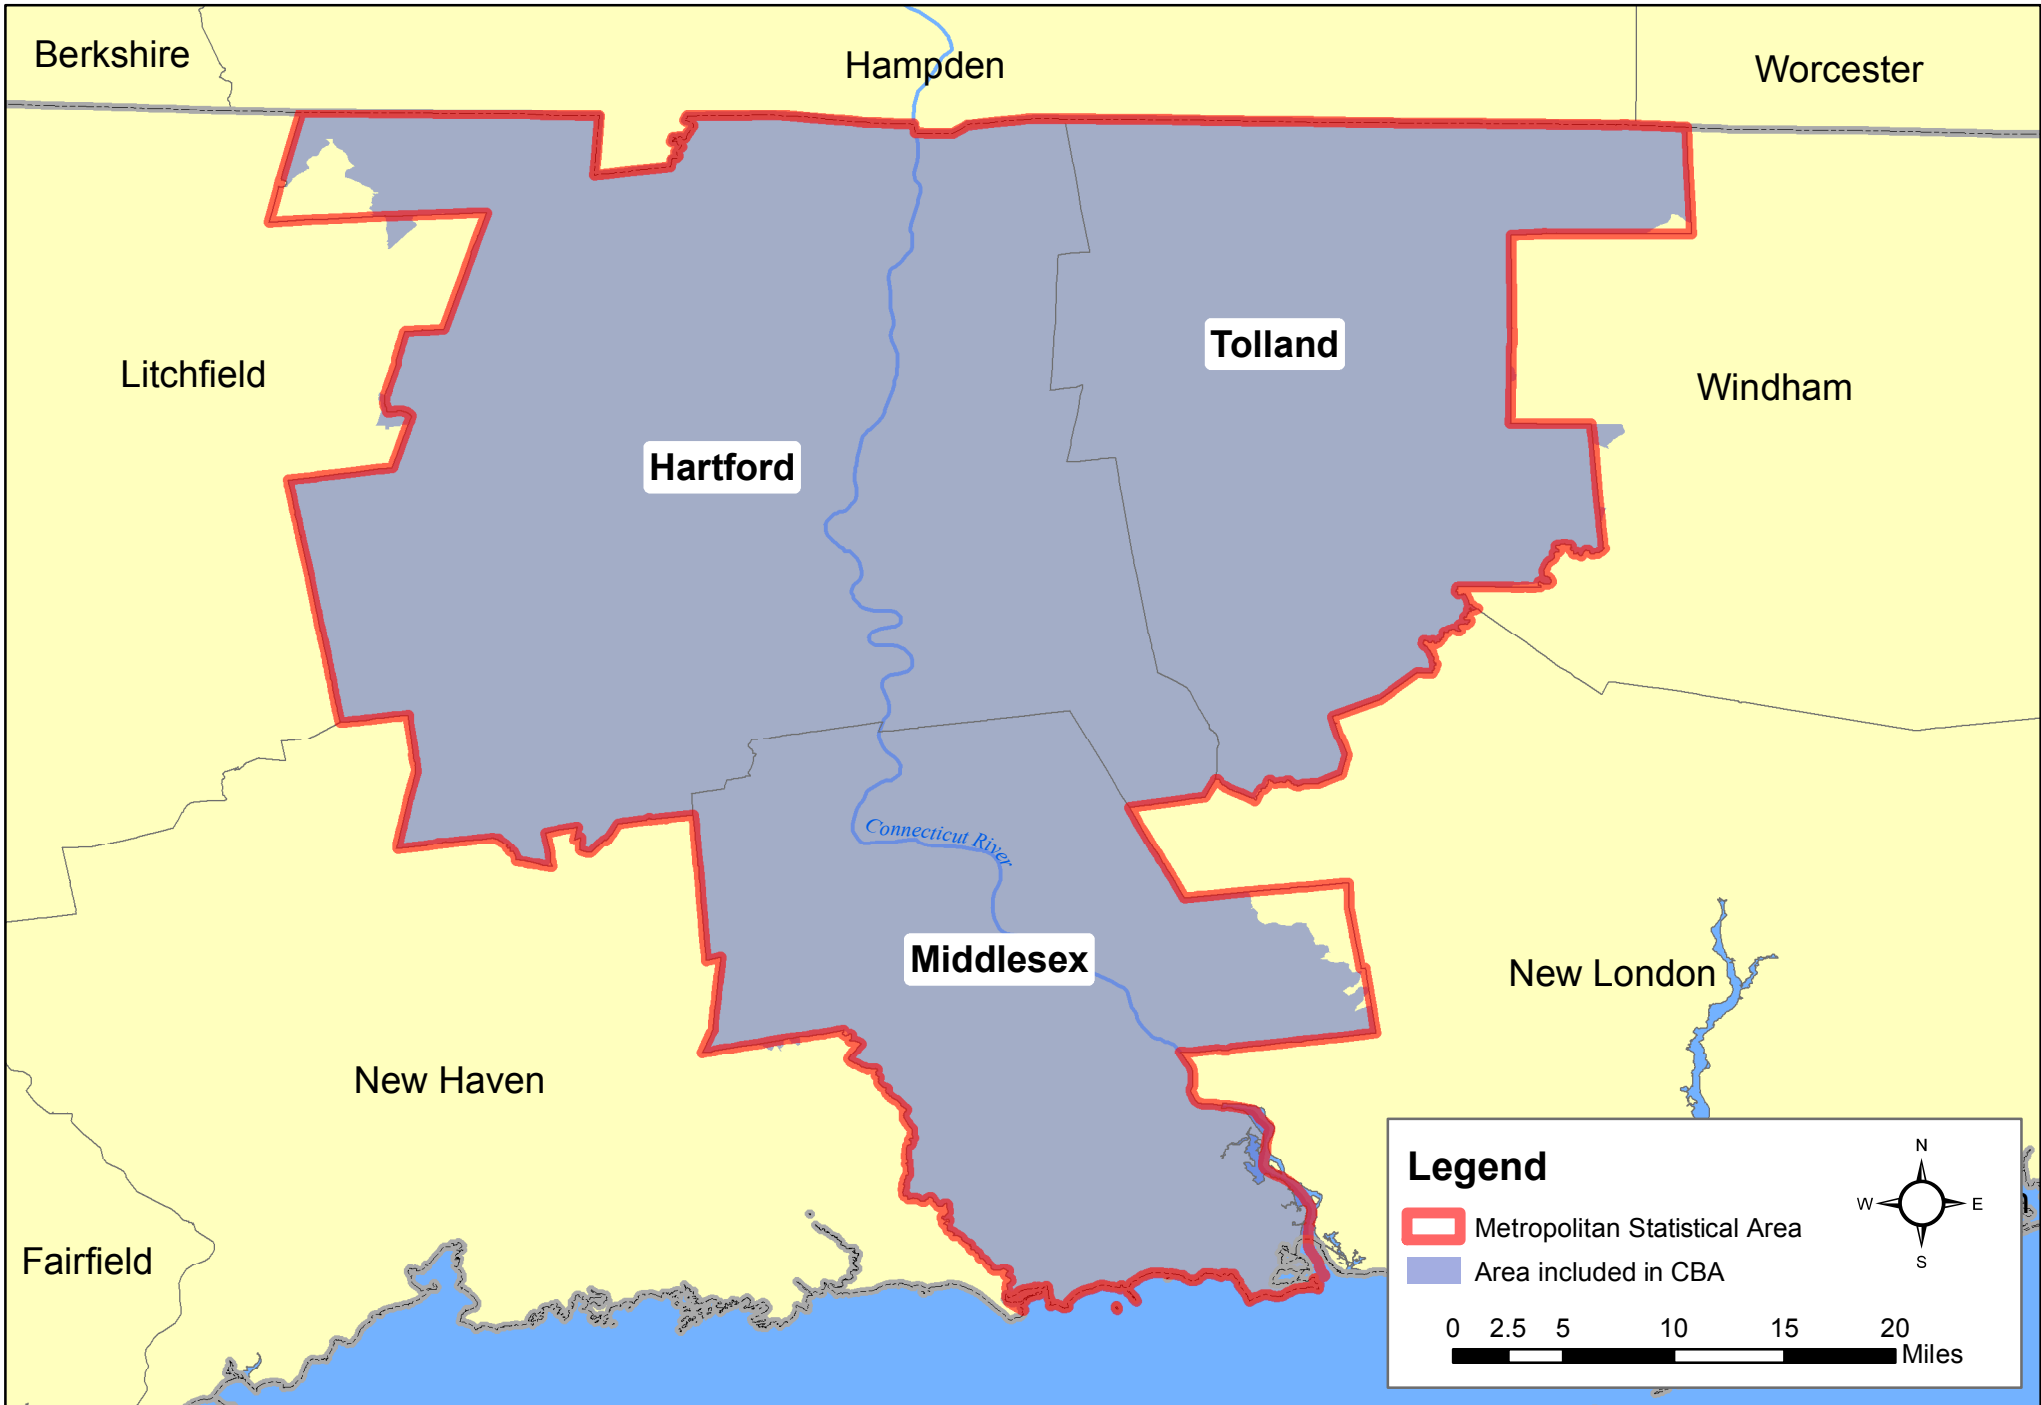 Berkshire
Hampden
Worcester
Tolland
Litchfield
Windham
Hartford
Connecticut River
Middlesex
New London
New Haven
Fairfield
Legend
Metropolitan Statistical Area
Area included in CBA
N
W
E
S
0 2.5 5 10 15 20
Miles